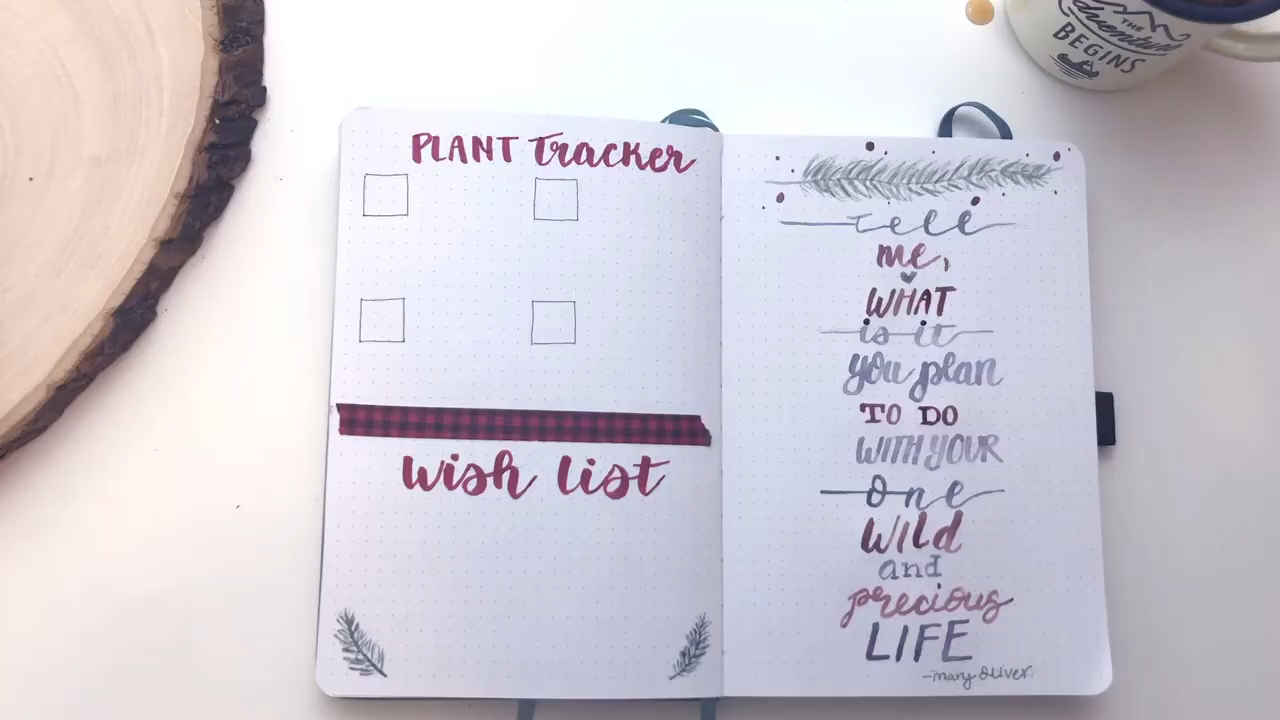 PLANT tracker
wish list
tell
me,
WHAT
is it
you plan
TO DO
WITH YOUR
one
WILd
and
precious
LIFE
-mary oliver
THE
Adventure
BEGINS